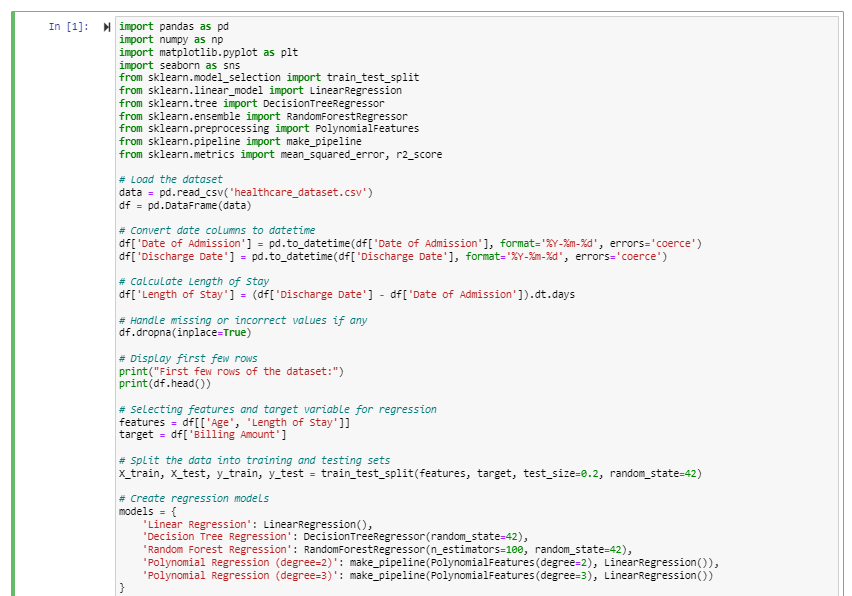 In [1]:
import pandas as pd
import numpy as np
import matplotlib.pyplot as plt
import seaborn as sns
from sklearn.model_selection import train_test_split
from sklearn.linear_model import LinearRegression
from sklearn.tree import DecisionTreeRegressor
from sklearn.ensemble import RandomForestRegressor
from sklearn.preprocessing import PolynomialFeatures
from sklearn.pipeline import make_pipeline
from sklearn.metrics import mean_squared_error, r2_score

# Load the dataset
data = pd.read_csv('healthcare_dataset.csv')
df = pd.DataFrame(data)

# Convert date columns to datetime
df['Date of Admission'] = pd.to_datetime(df['Date of Admission'], format='%Y-%m-%d', errors='coerce')
df['Discharge Date'] = pd.to_datetime(df['Discharge Date'], format='%Y-%m-%d', errors='coerce')

# Calculate Length of Stay
df['Length of Stay'] = (df['Discharge Date'] - df['Date of Admission']).dt.days

# Handle missing or incorrect values if any
df.dropna(inplace=True)

# Display first few rows
print("First few rows of the dataset:")
print(df.head())

# Selecting features and target variable for regression
features = df[['Age', 'Length of Stay']]
target = df['Billing Amount']

# Split the data into training and testing sets
X_train, X_test, y_train, y_test = train_test_split(features, target, test_size=0.2, random_state=42)

# Create regression models
models = {
    'Linear Regression': LinearRegression(),
    'Decision Tree Regression': DecisionTreeRegressor(random_state=42),
    'Random Forest Regression': RandomForestRegressor(n_estimators=100, random_state=42),
    'Polynomial Regression (degree=2)': make_pipeline(PolynomialFeatures(degree=2), LinearRegression()),
    'Polynomial Regression (degree=3)': make_pipeline(PolynomialFeatures(degree=3), LinearRegression())
}